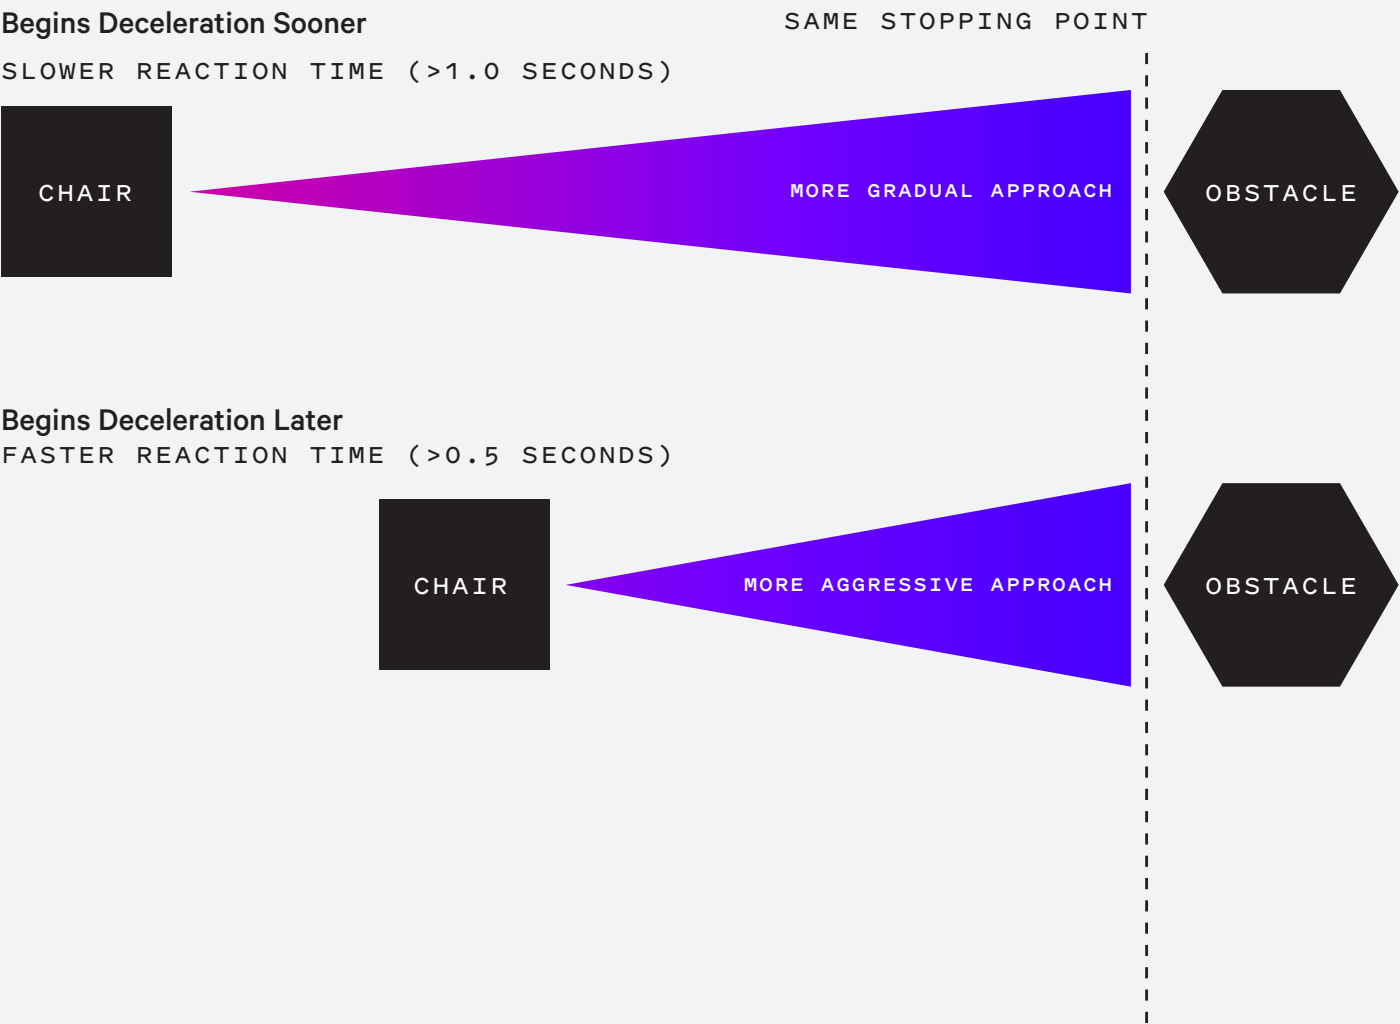 Begins Deceleration Sooner
SAME STOPPING POINT
SLOWER REACTION TIME (>1.0 SECONDS)
CHAIR
MORE GRADUAL APPROACH
OBSTACLE
Begins Deceleration Later
FASTER REACTION TIME (>0.5 SECONDS)
CHAIR
MORE AGGRESSIVE APPROACH
OBSTACLE